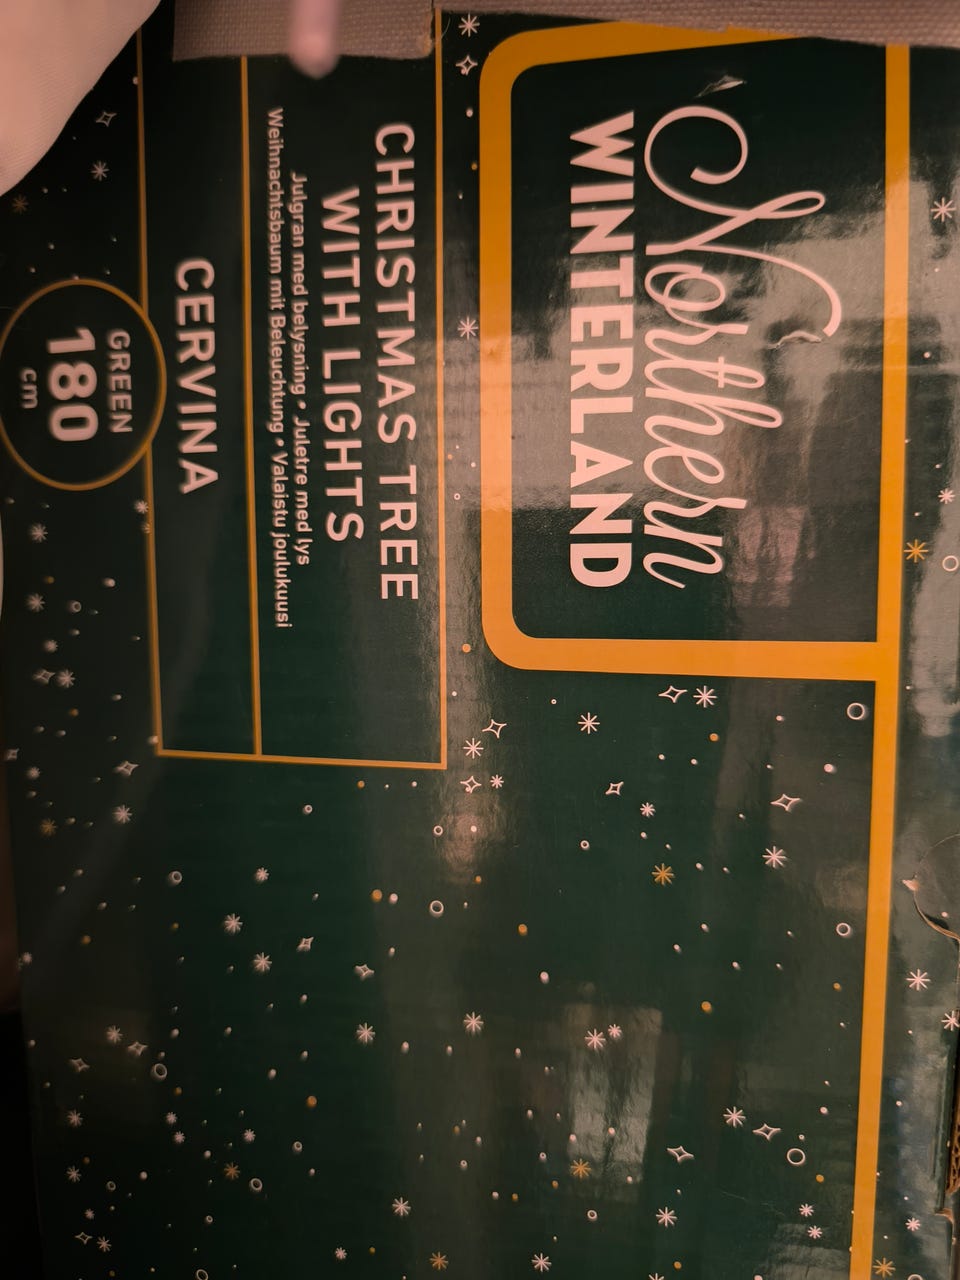 Northern
WINTERLAND
CHRISTMAS TREE
WITH LIGHTS
Julgran med belysning • Juletre med lys
Weihnachtsbaum mit Beleuchtung • Valaistu joulukuusi
CERVINA
GREEN
180
cm